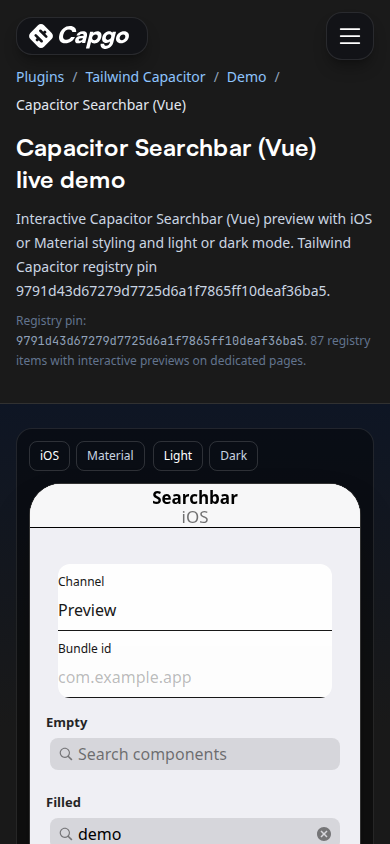 Capgo
Plugins / Tailwind Capacitor / Demo /
Capacitor Searchbar (Vue)
Capacitor Searchbar (Vue)
live demo
Interactive Capacitor Searchbar (Vue) preview with iOS
or Material styling and light or dark mode. Tailwind
Capacitor registry pin
9791d43d67279d7725d6a1f7865ff10deaf36ba5.
Registry pin:
9791d43d67279d7725d6a1f7865ff10deaf36ba5. 87 registry
items with interactive previews on dedicated pages.
iOS Material Light Dark
Searchbar
iOS
Channel
Preview
Bundle id
com.example.app
Empty
Search components
Filled
demo